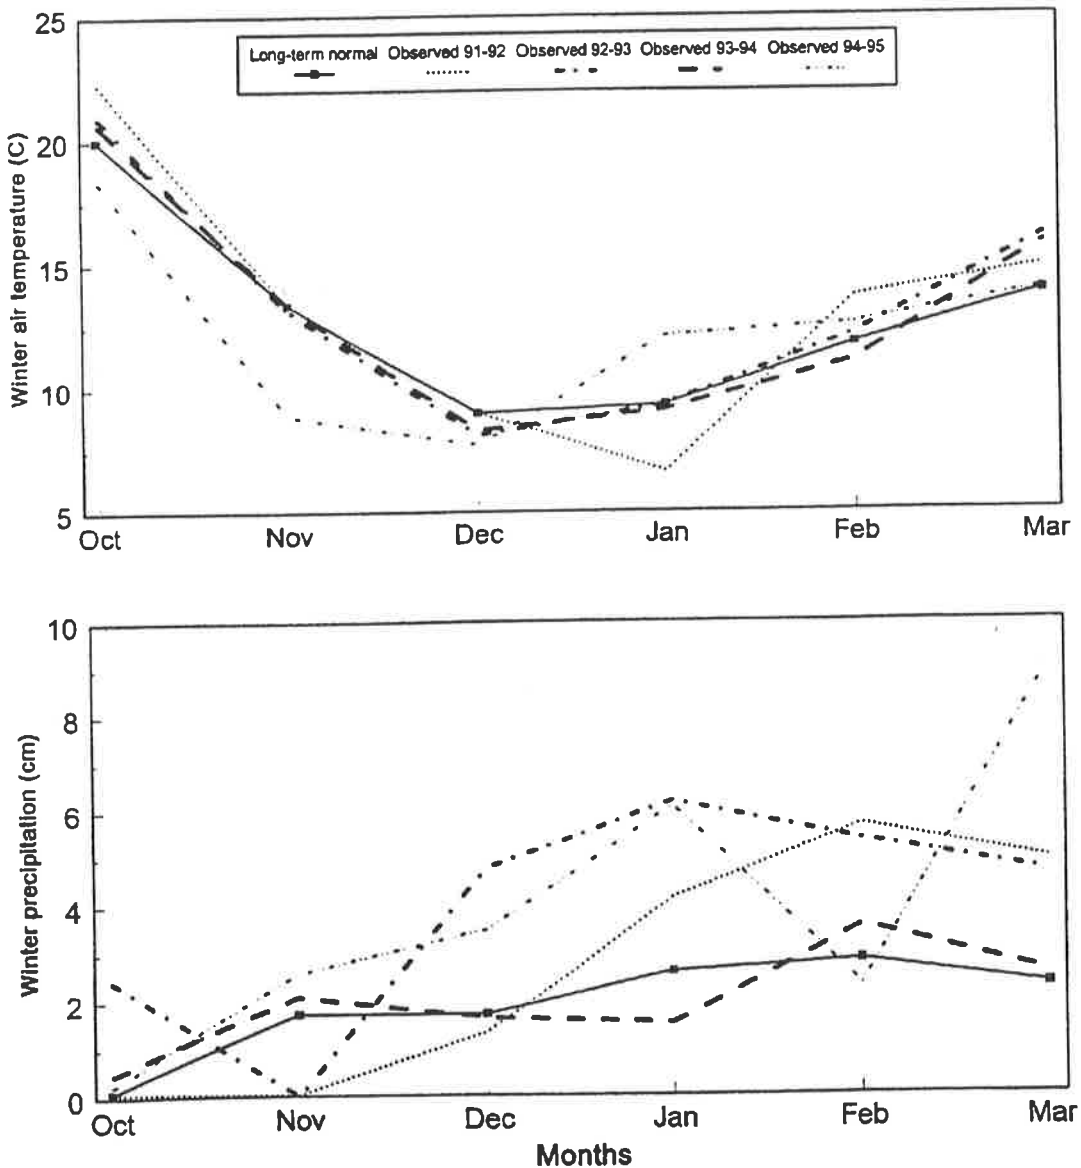 25
Long-term normal Observed 91-92 Observed 92-93 Observed 93-94 Observed 94-95
20
15
10
5
Winter air temperature (C)
Oct Nov Dec Jan Feb Mar
10
8
6
4
2
0
Winter precipitation (cm)
Oct Nov Dec Jan Feb Mar
Months